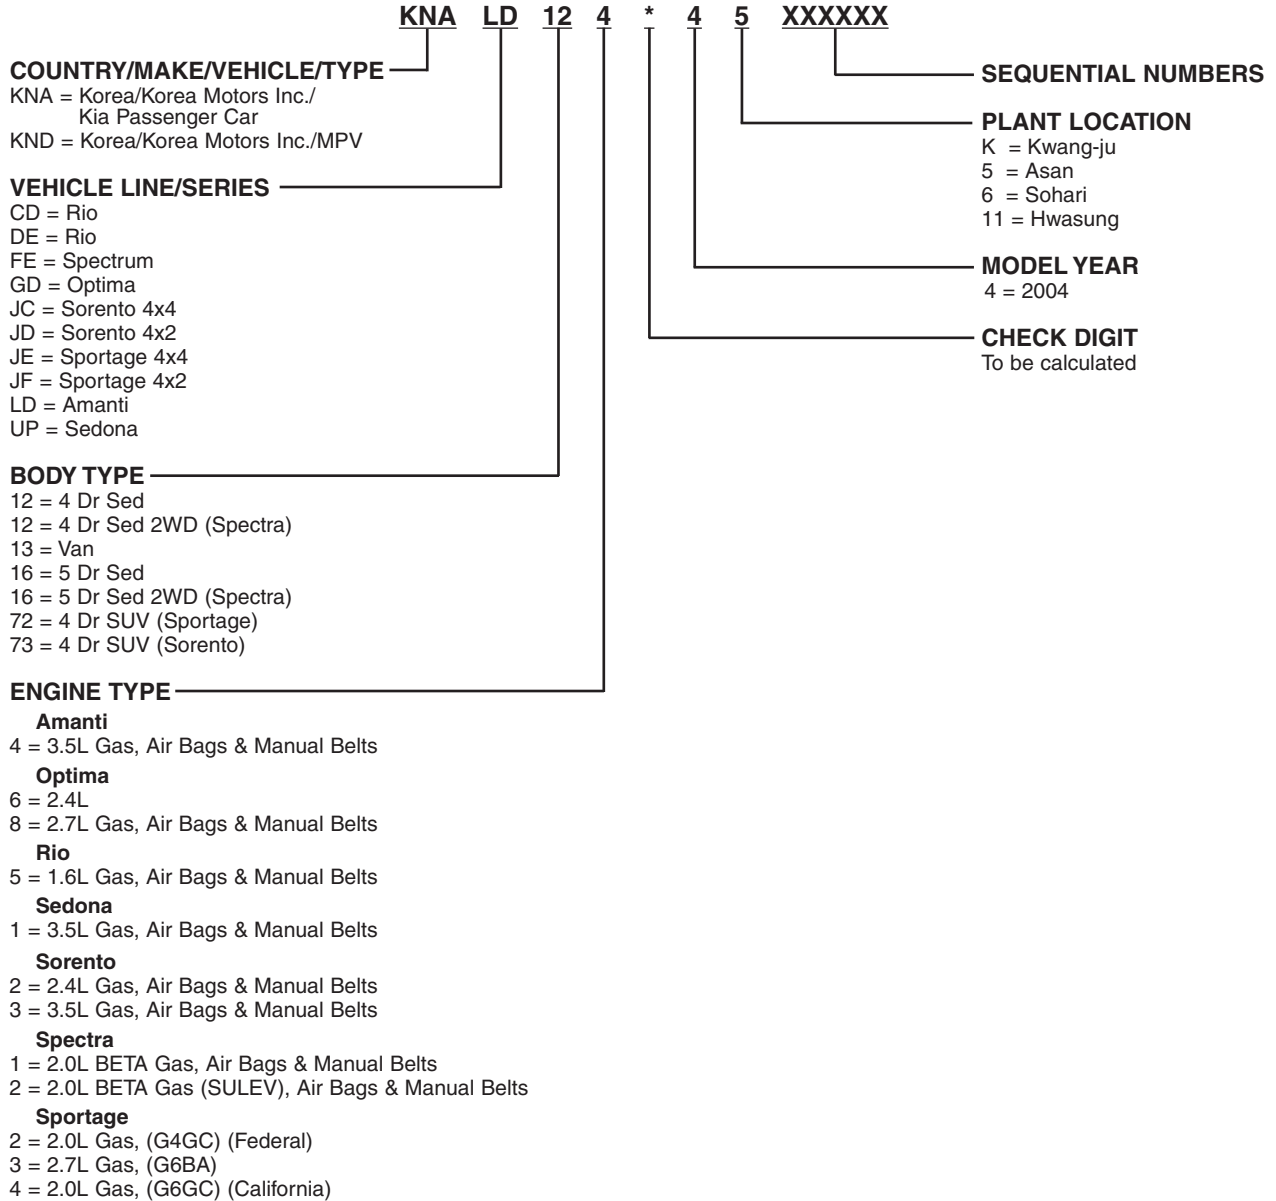 KNA LD 12 4 * 4 5 XXXXXX
COUNTRY/MAKE/VEHICLE/TYPE
KNA = Korea/Korea Motors Inc./
Kia Passenger Car
KND = Korea/Korea Motors Inc./MPV
VEHICLE LINE/SERIES
CD = Rio
DE = Rio
FE = Spectrum
GD = Optima
JC = Sorento 4x4
JD = Sorento 4x2
JE = Sportage 4x4
JF = Sportage 4x2
LD = Amanti
UP = Sedona
BODY TYPE
12 = 4 Dr Sed
12 = 4 Dr Sed 2WD (Spectra)
13 = Van
16 = 5 Dr Sed
16 = 5 Dr Sed 2WD (Spectra)
72 = 4 Dr SUV (Sportage)
73 = 4 Dr SUV (Sorento)
ENGINE TYPE
Amanti
4 = 3.5L Gas, Air Bags & Manual Belts
Optima
6 = 2.4L
8 = 2.7L Gas, Air Bags & Manual Belts
Rio
5 = 1.6L Gas, Air Bags & Manual Belts
Sedona
1 = 3.5L Gas, Air Bags & Manual Belts
Sorento
2 = 2.4L Gas, Air Bags & Manual Belts
3 = 3.5L Gas, Air Bags & Manual Belts
Spectra
1 = 2.0L BETA Gas, Air Bags & Manual Belts
2 = 2.0L BETA Gas (SULEV), Air Bags & Manual Belts
Sportage
2 = 2.0L Gas, (G4GC) (Federal)
3 = 2.7L Gas, (G6BA)
4 = 2.0L Gas, (G6GC) (California)
SEQUENTIAL NUMBERS
PLANT LOCATION
K = Kwang-ju
5 = Asan
6 = Sohari
11 = Hwasung
MODEL YEAR
4 = 2004
CHECK DIGIT
To be calculated